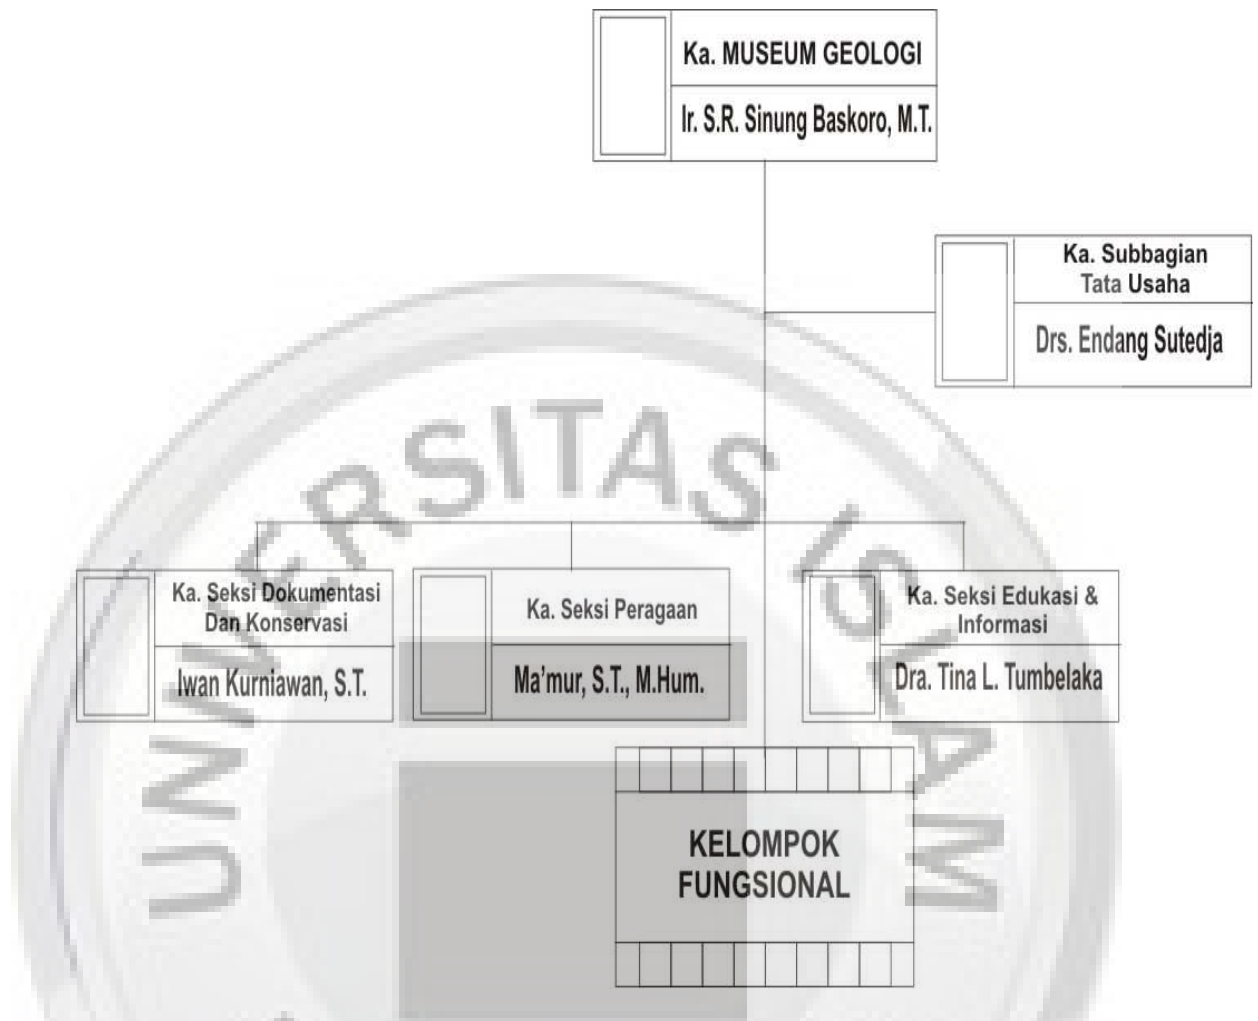 Ka. MUSEUM GEOLOGI
Ir. S.R. Sinung Baskoro, M.T.
Ka. Subbagian
Tata Usaha
Drs. Endang Sutedja
UNIVERSITAS ISLAM
Ka. Seksi Dokumentasi
Dan Konservasi
Iwan Kurniawan, S.T.
Ka. Seksi Peragaan
Ma'mur, S.T., M.Hum.
Ka. Seksi Edukasi &
Informasi
Dra. Tina L. Tumbelaka
KELOMPOK
FUNGSIONAL